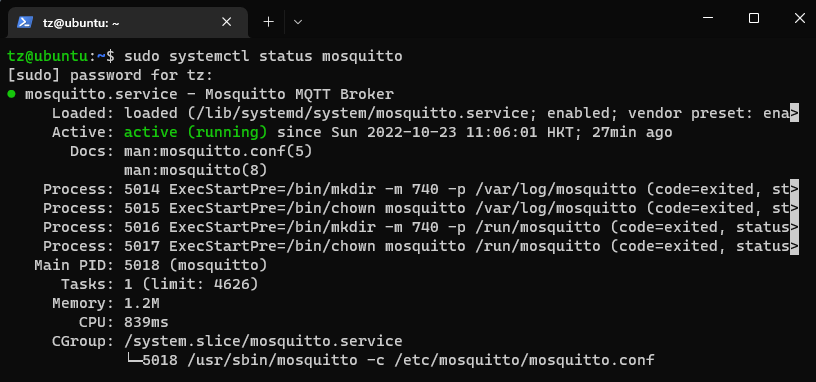 tz@ubuntu: ~
tz@ubuntu:~$ sudo systemctl status mosquitto
[sudo] password for tz:
● mosquitto.service - Mosquitto MQTT Broker
     Loaded: loaded (/lib/systemd/system/mosquitto.service; enabled; vendor preset: ena>
     Active: active (running) since Sun 2022-10-23 11:06:01 HKT; 27min ago
       Docs: man:mosquitto.conf(5)
             man:mosquitto(8)
    Process: 5014 ExecStartPre=/bin/mkdir -m 740 -p /var/log/mosquitto (code=exited, st>
    Process: 5015 ExecStartPre=/bin/chown mosquitto /var/log/mosquitto (code=exited, st>
    Process: 5016 ExecStartPre=/bin/mkdir -m 740 -p /run/mosquitto (code=exited, status>
    Process: 5017 ExecStartPre=/bin/chown mosquitto /run/mosquitto (code=exited, status>
   Main PID: 5018 (mosquitto)
      Tasks: 1 (limit: 4626)
     Memory: 1.2M
        CPU: 839ms
     CGroup: /system.slice/mosquitto.service
             └─5018 /usr/sbin/mosquitto -c /etc/mosquitto/mosquitto.conf